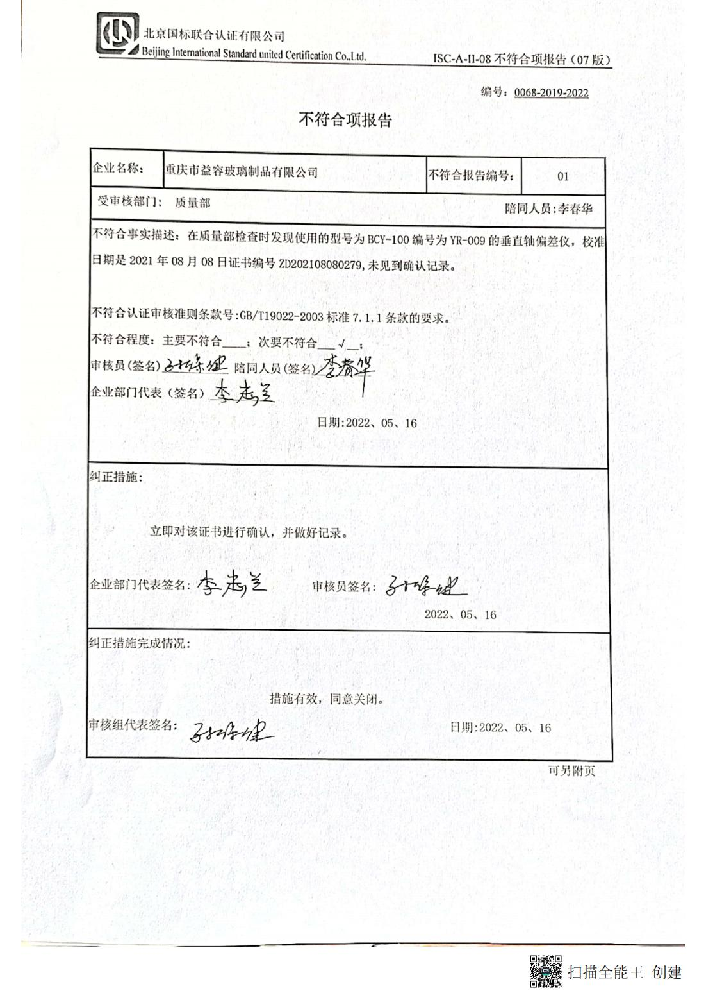 北京国标联合认证有限公司
Beijing International Standard united Certification Co.,Ltd.
ISC-A-II-08 不符合项报告（07 版）
编号：0068-2019-2022
不符合项报告
企业名称： 重庆市益容玻璃制品有限公司 不符合报告编号： 01
受审核部门： 质量部 陪同人员:李春华
不符合事实描述：在质量部检查时发现使用的型号为 BCY-100 编号为 YR-009 的垂直轴偏差仪，校准
日期是 2021 年 08 月 08 日证书编号 ZD202108080279,未见到确认记录。
不符合认证审核准则条款号:GB/T19022-2003 标准 7.1.1 条款的要求。
不符合程度：主要不符合____；次要不符合___√__；
审核员(签名) 陪同人员(签名) 李春华
企业部门代表（签名） 李志兰
日期:2022、05、16
纠正措施：
立即对该证书进行确认，并做好记录。
企业部门代表签名： 李志兰 审核员签名：
2022、05、16
纠正措施完成情况：
措施有效，同意关闭。
审核组代表签名： 日期:2022、05、16
可另附页
扫描全能王 创建